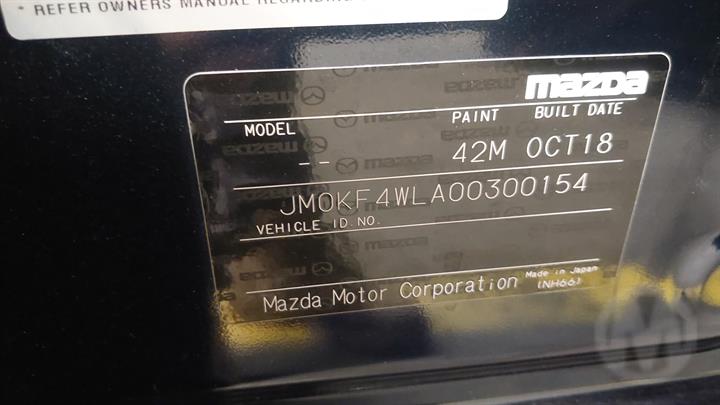 * REFER OWNERS MANUAL REGARDING
mazda
MODEL PAINT BUILT DATE
-- 42M OCT18
JM0KF4WLA00300154
VEHICLE ID.NO.
Mazda Motor Corporation Made in Japan
(NH66)